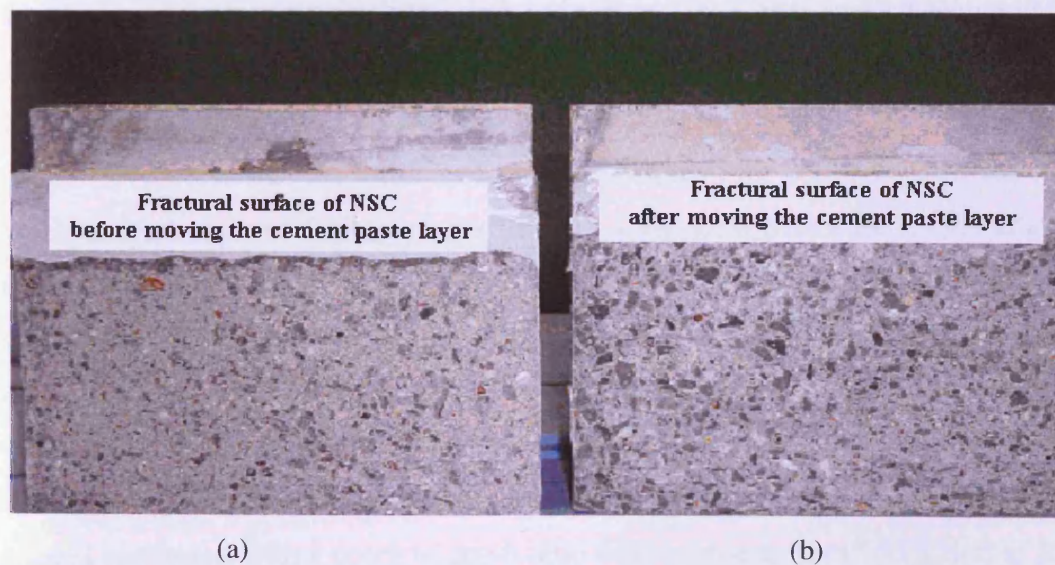 Fractural surface of NSC
before moving the cement paste layer
Fractural surface of NSC
after moving the cement paste layer
(a)
(b)